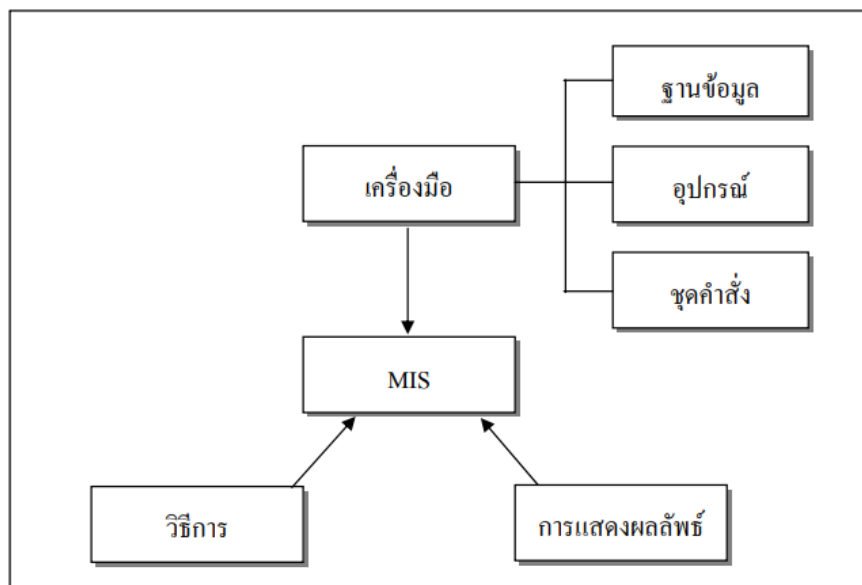 ฐานข้อมูล
เครื่องมือ
อุปกรณ์
ชุดคำสั่ง
MIS
วิธีการ
การแสดงผลลัพธ์